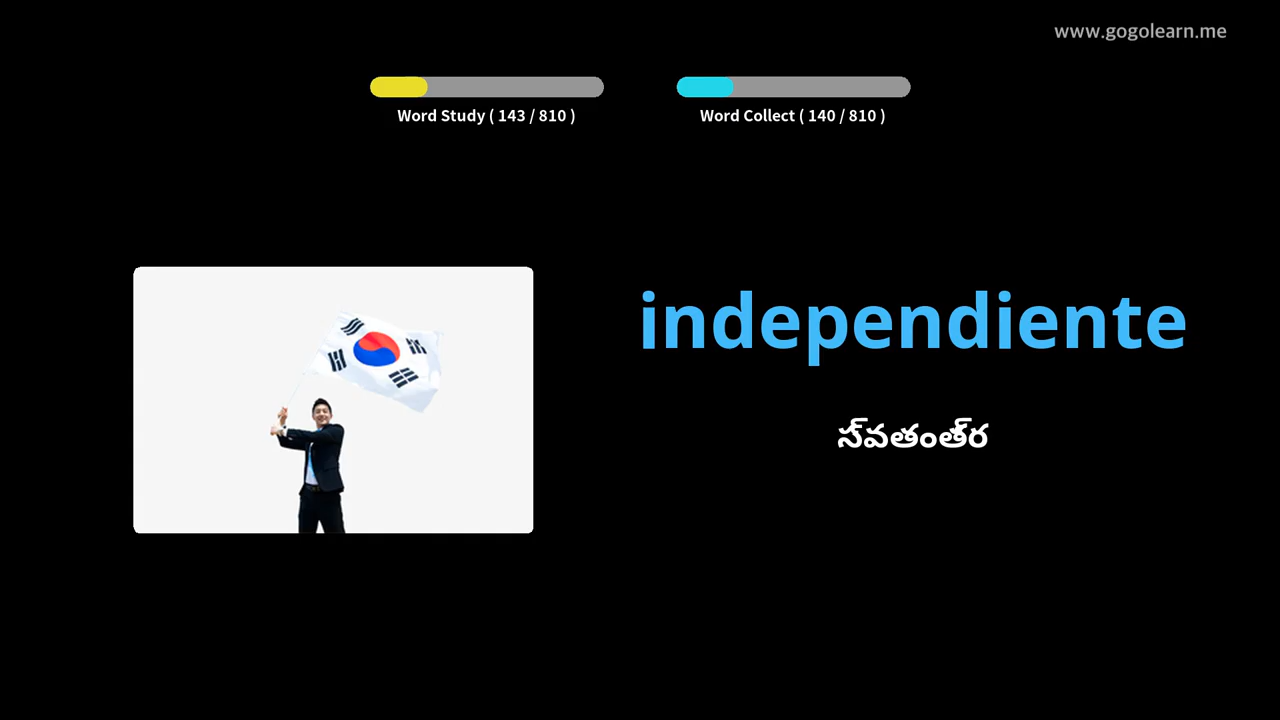 www.gogolearn.me
Word Study ( 143 / 810 )
Word Collect ( 140 / 810 )
independiente
స్వతంత్ర